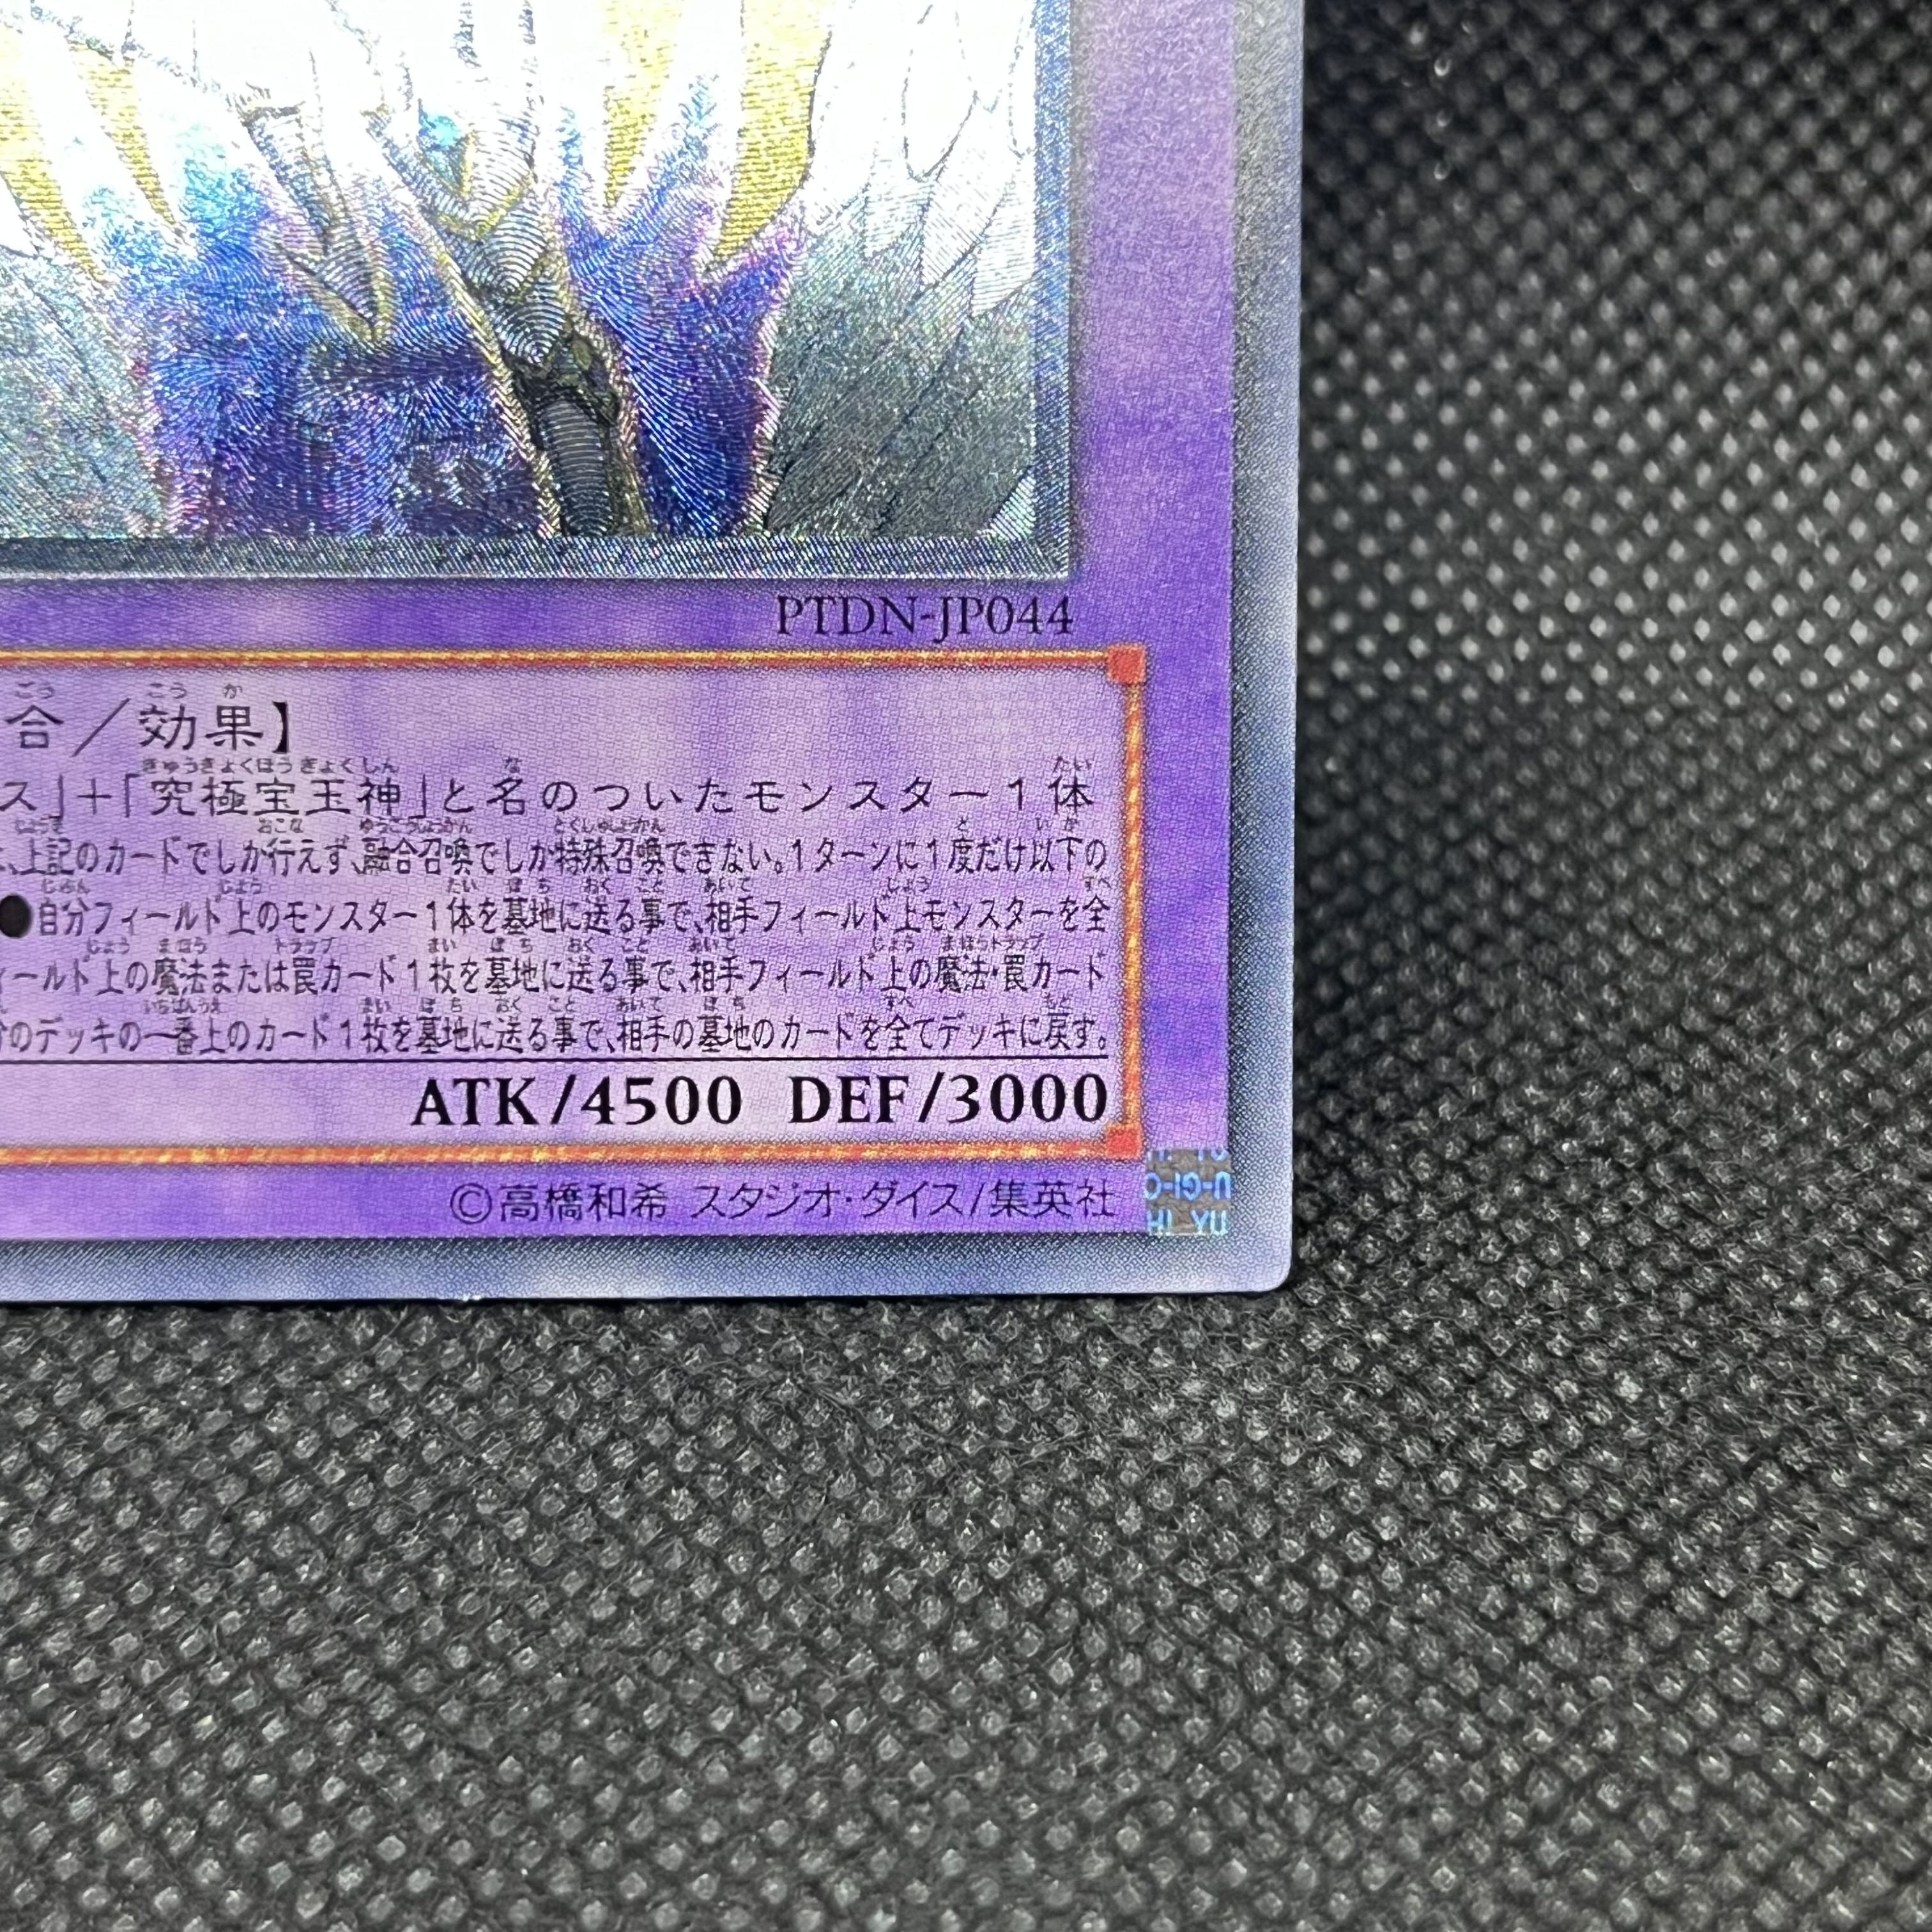 PTDN-JP044
合／効果】
ス」＋「究極宝玉神」と名のついたモンスター１体
、上記のカードでしか行えず、融合召喚でしか特殊召喚できない。１ターンに１度だけ以下の
●自分フィールド上のモンスター１体を墓地に送る事で、相手フィールド上モンスターを全
ィールド上の魔法または罠カード１枚を墓地に送る事で、相手フィールド上の魔法・罠カード
分のデッキの一番上のカード１枚を墓地に送る事で、相手の墓地のカードを全てデッキに戻す。
ATK/4500 DEF/3000
©高橋和希 スタジオ・ダイス/集英社